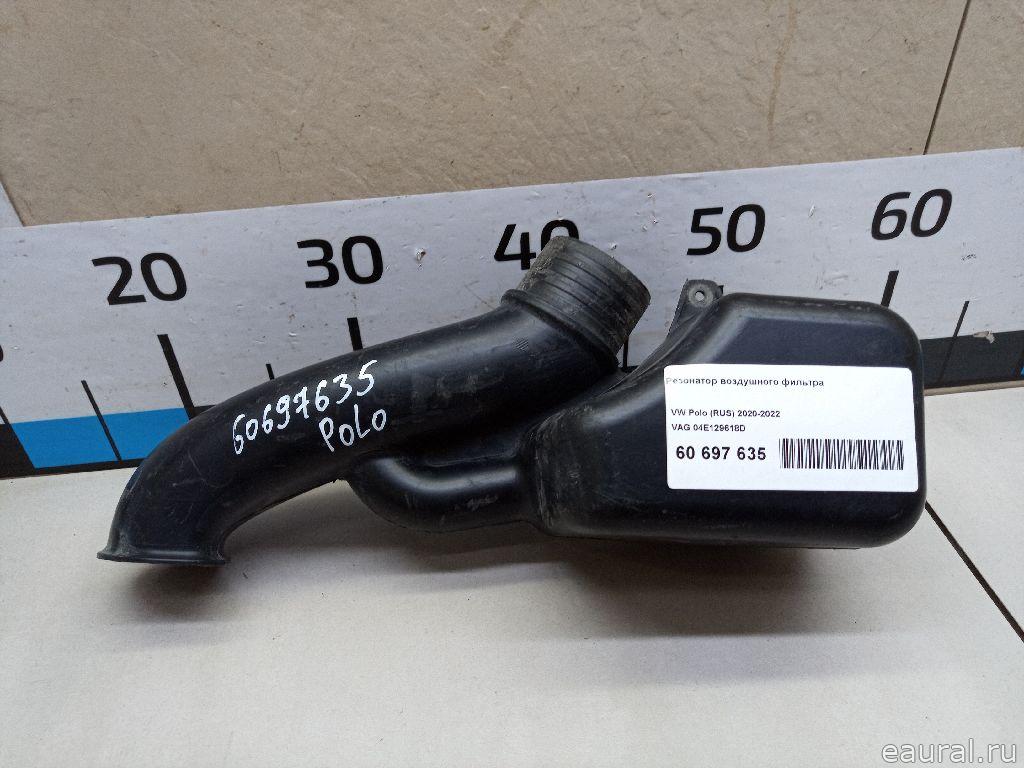 20 30 40 50 60
60697635
POLO
Резонатор воздушного фильтра
VW Polo (RUS) 2020-2022
VAG 04E129618D
60 697 635
eaural.ru